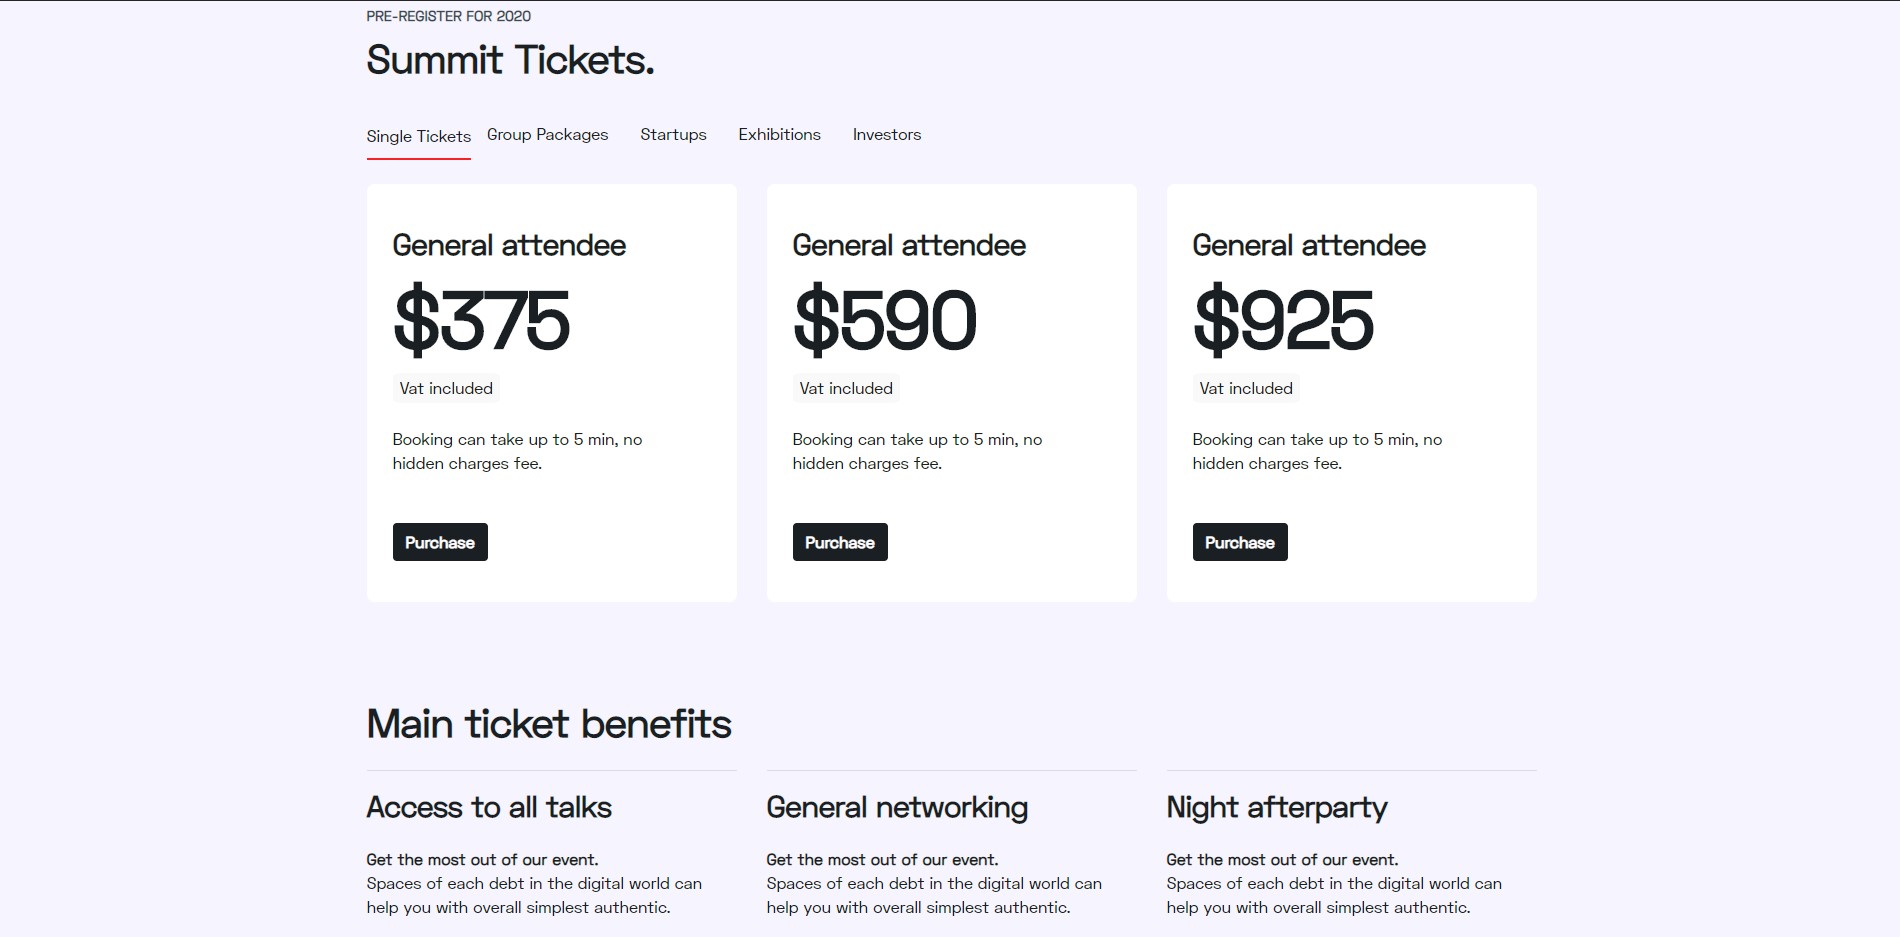 PRE-REGISTER FOR 2020
Summit Tickets.
Single Tickets Group Packages Startups Exhibitions Investors
General attendee
$375
Vat included
Booking can take up to 5 min, no
hidden charges fee.
Purchase
General attendee
$590
Vat included
Booking can take up to 5 min, no
hidden charges fee.
Purchase
General attendee
$925
Vat included
Booking can take up to 5 min, no
hidden charges fee.
Purchase
Main ticket benefits
Access to all talks
Get the most out of our event.
Spaces of each debt in the digital world can
help you with overall simplest authentic.
General networking
Get the most out of our event.
Spaces of each debt in the digital world can
help you with overall simplest authentic.
Night afterparty
Get the most out of our event.
Spaces of each debt in the digital world can
help you with overall simplest authentic.